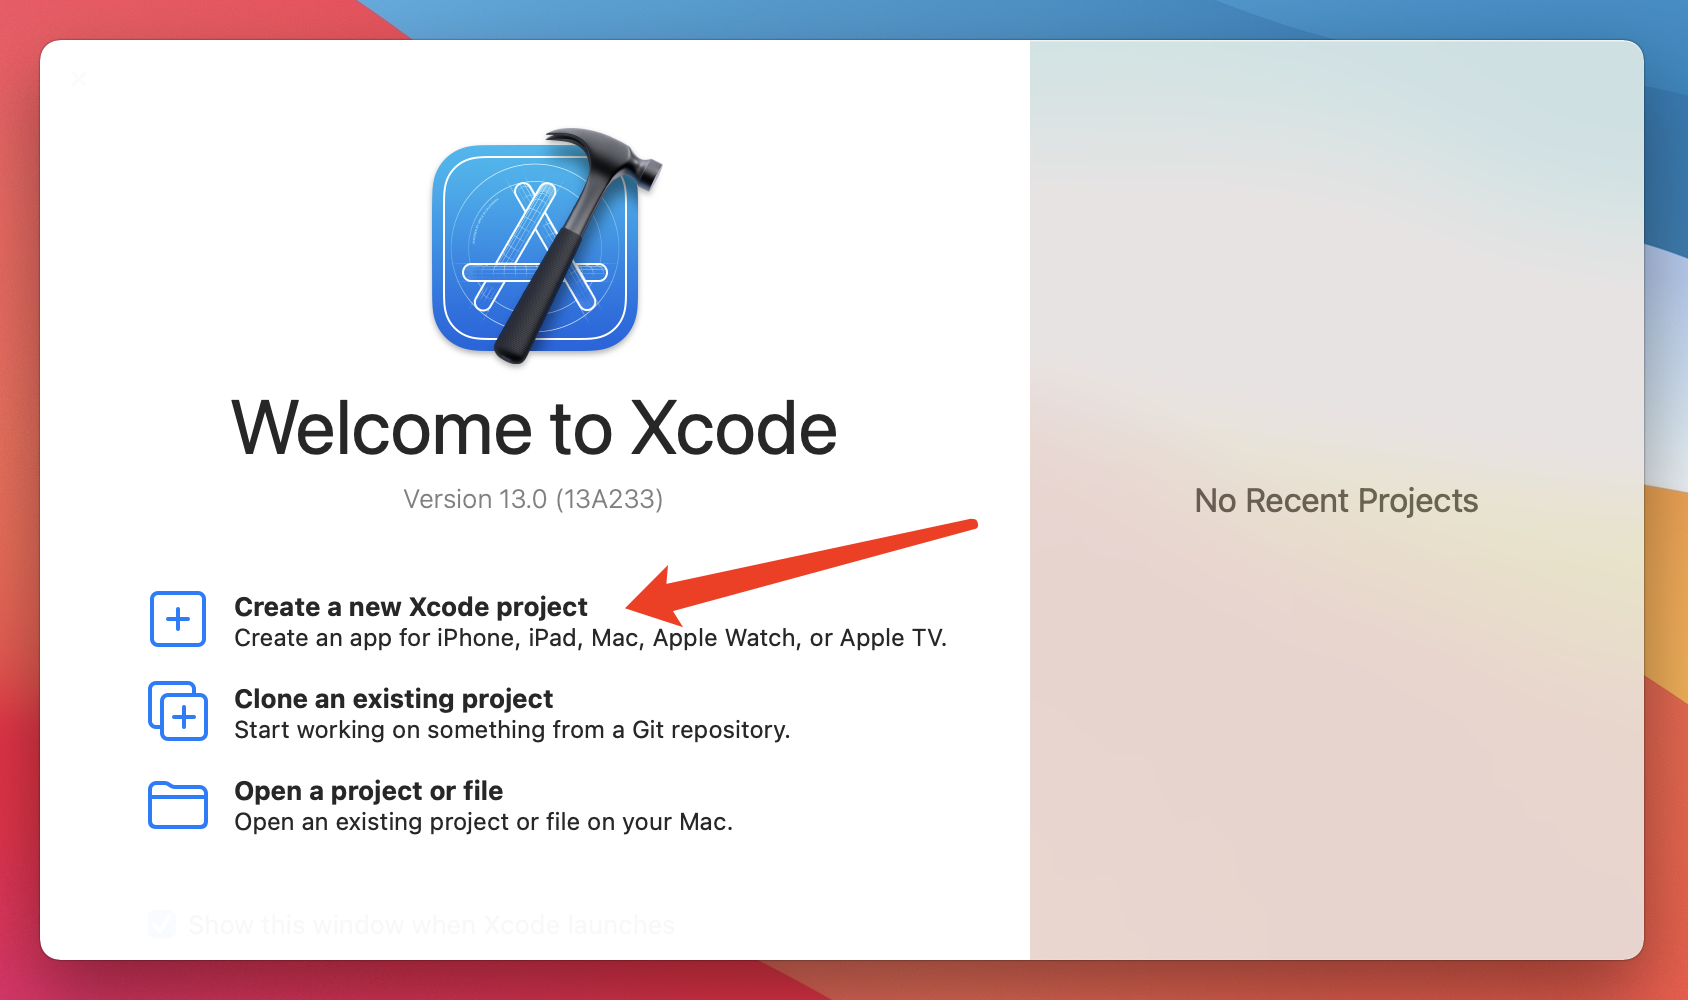 Welcome to Xcode
Version 13.0 (13A233)
Create a new Xcode project
Create an app for iPhone, iPad, Mac, Apple Watch, or Apple TV.
Clone an existing project
Start working on something from a Git repository.
Open a project or file
Open an existing project or file on your Mac.
Show this window when Xcode launches
No Recent Projects